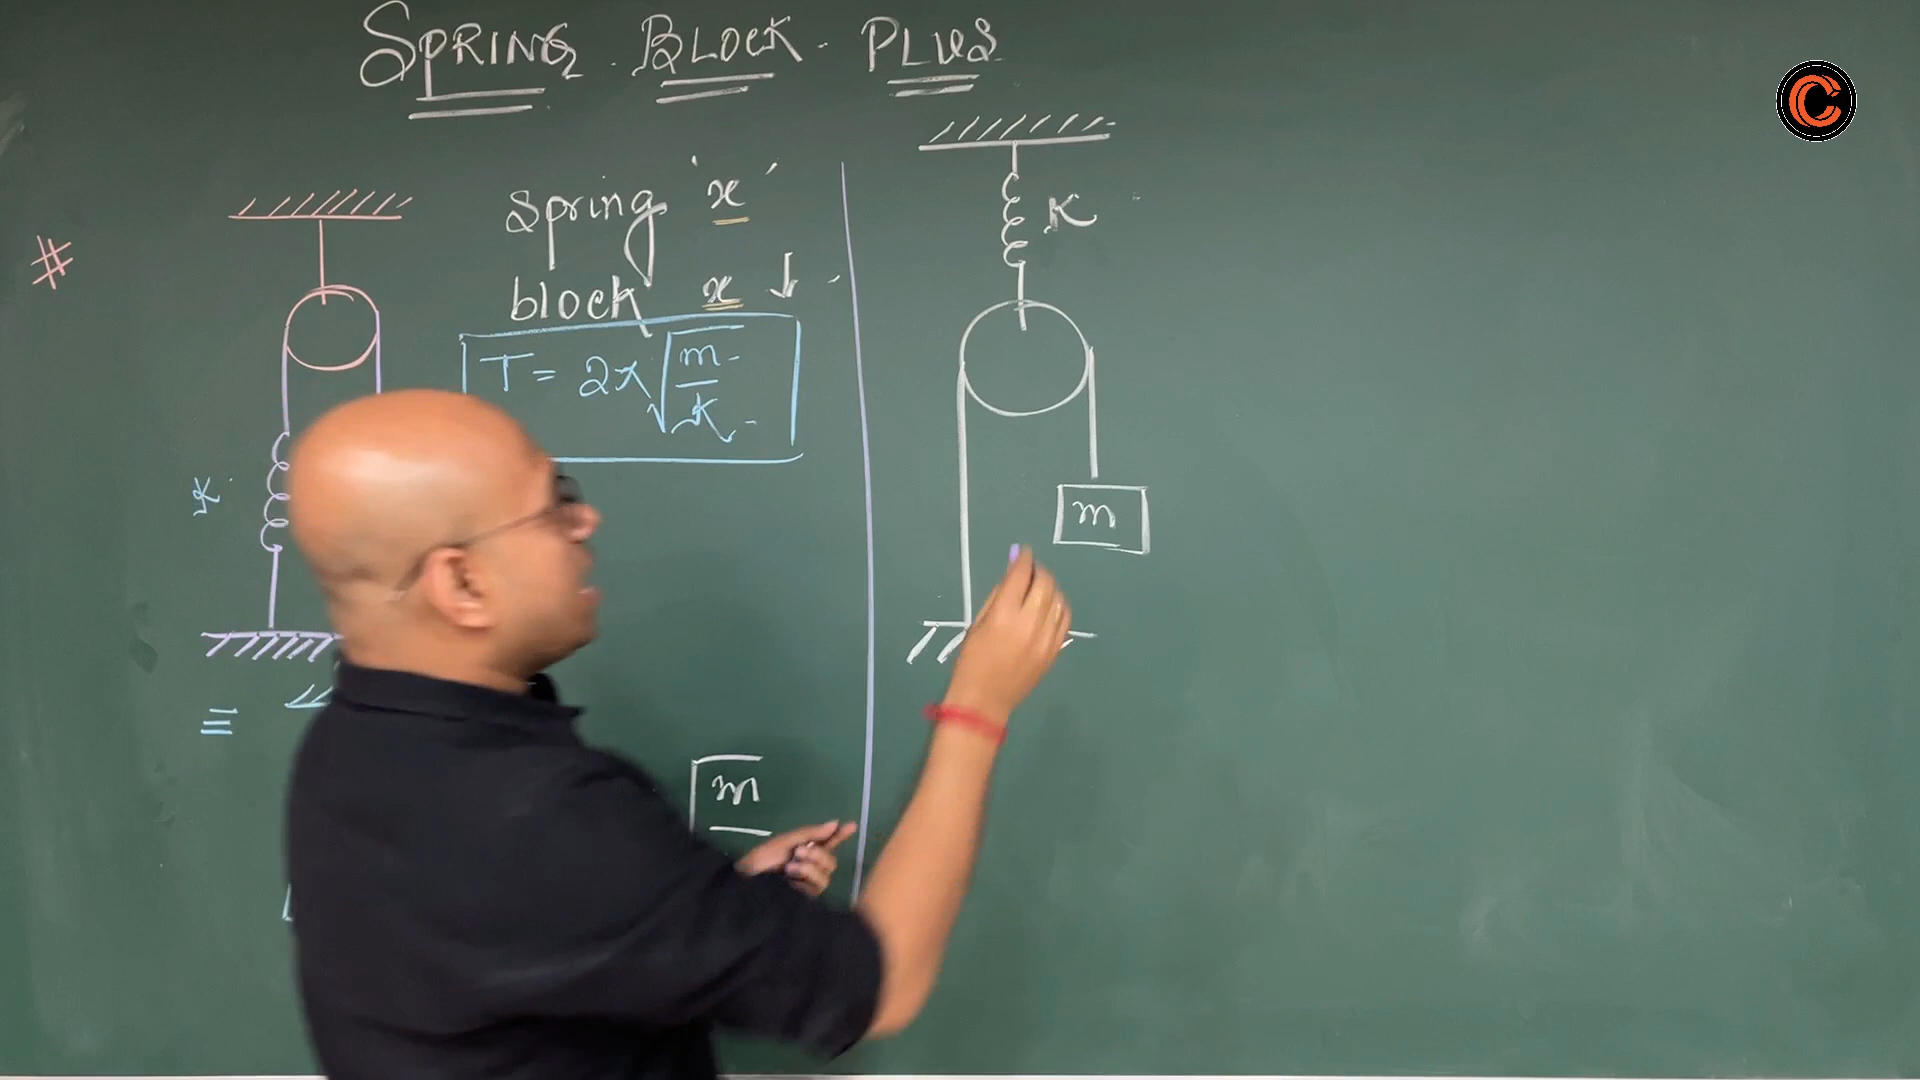 SPRING BLOCK PLUS
#
spring 'x'
block x ↓
T = 2π√m/k
K
≡
m
K
m